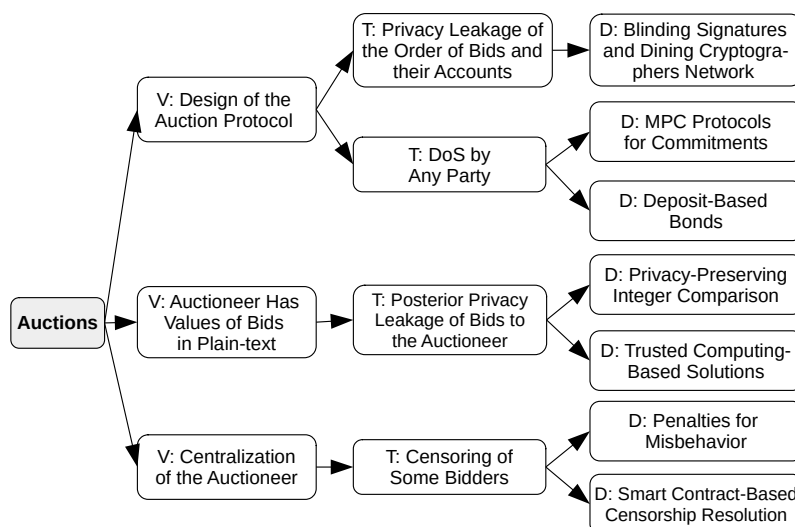 Auctions
V: Design of the
Auction Protocol
T: Privacy Leakage of
the Order of Bids and
their Accounts
D: Blinding Signatures
and Dining Cryptogra-
phers Network
T: DoS by
Any Party
D: MPC Protocols
for Commitments
D: Deposit-Based
Bonds
V: Auctioneer Has
Values of Bids
in Plain-text
T: Posterior Privacy
Leakage of Bids to
the Auctioneer
D: Privacy-Preserving
Integer Comparison
D: Trusted Computing-
Based Solutions
V: Centralization
of the Auctioneer
T: Censoring of
Some Bidders
D: Penalties for
Misbehavior
D: Smart Contract-Based
Censorship Resolution